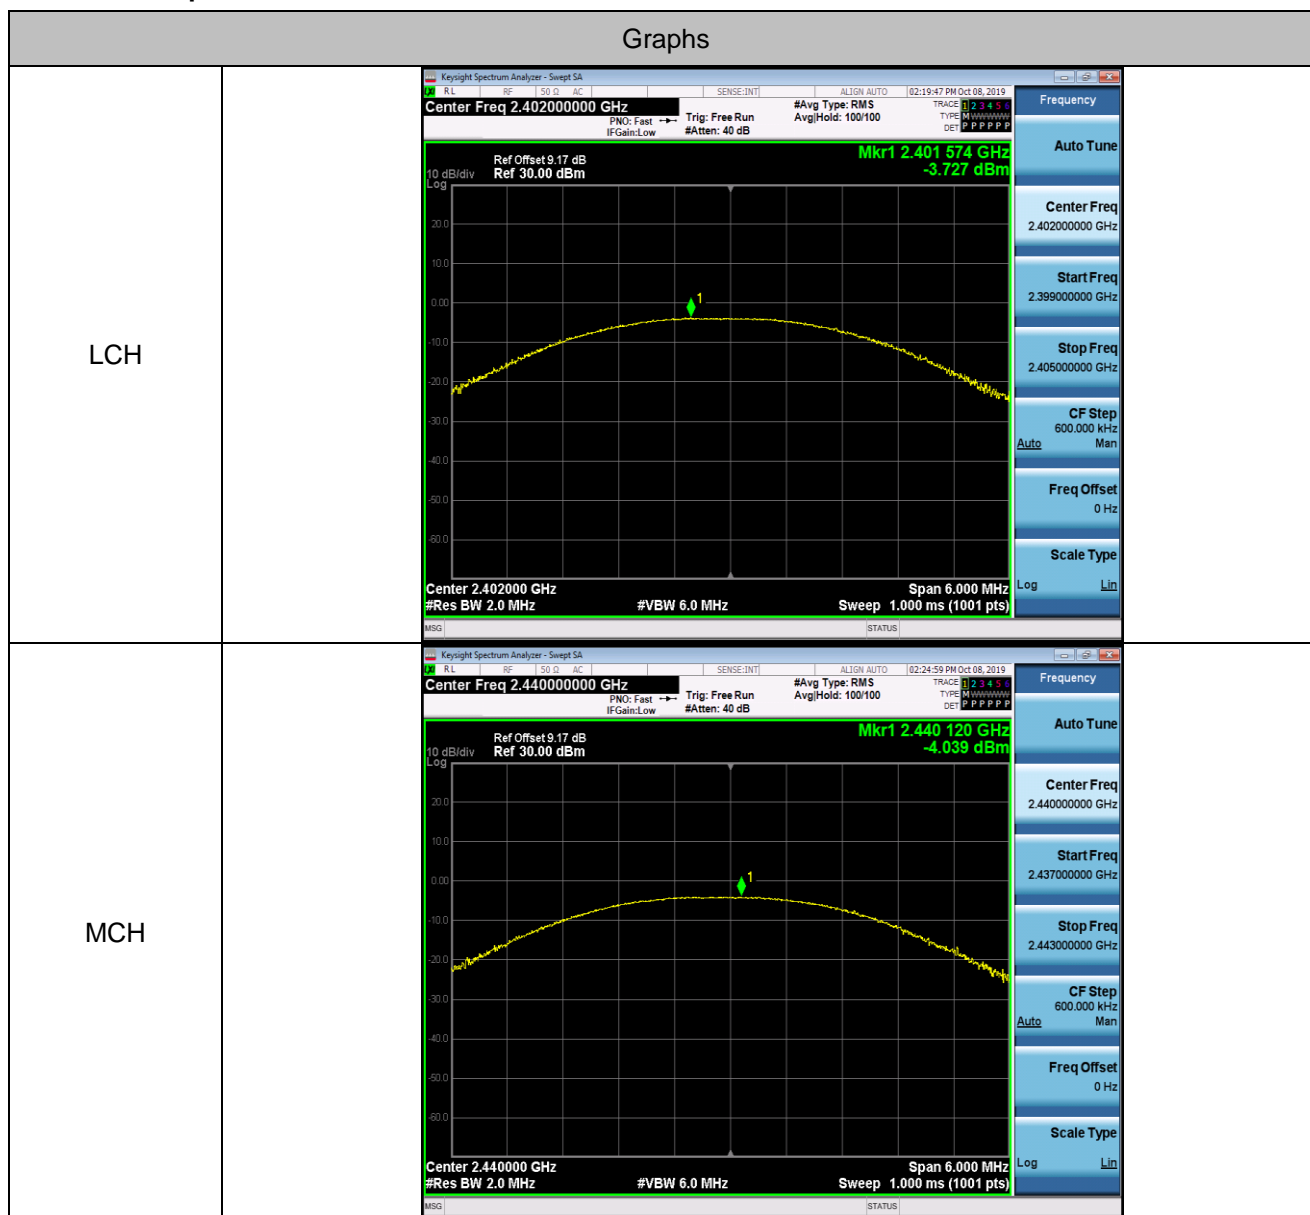 Graphs
LCH
Keysight Spectrum Analyzer - Swept SA
RL RF 50 Ω AC SENSE:INT ALIGN AUTO 02:19:47 PM Oct 08, 2019
Center Freq 2.402000000 GHz
PNO: Fast
IFGain:Low
Trig: Free Run
#Atten: 40 dB
#Avg Type: RMS
Avg|Hold: 100/100
TRACE 1 2 3 4 5 6
TYPE M WWWWW
DET P P P P P P
Ref Offset 9.17 dB
10 dB/div Ref 30.00 dBm
Log
Mkr1 2.401 574 GHz
-3.727 dBm
20.0
10.0
0.00
-10.0
-20.0
-30.0
-40.0
-50.0
-60.0
1
Center 2.402000 GHz Span 6.000 MHz
#Res BW 2.0 MHz #VBW 6.0 MHz Sweep 1.000 ms (1001 pts)
MSG STATUS
Frequency
Auto Tune
Center Freq
2.402000000 GHz
Start Freq
2.399000000 GHz
Stop Freq
2.405000000 GHz
CF Step
600.000 kHz
Auto Man
Freq Offset
0 Hz
Scale Type
Log Lin
MCH
Keysight Spectrum Analyzer - Swept SA
RL RF 50 Ω AC SENSE:INT ALIGN AUTO 02:24:59 PM Oct 08, 2019
Center Freq 2.440000000 GHz
PNO: Fast
IFGain:Low
Trig: Free Run
#Atten: 40 dB
#Avg Type: RMS
Avg|Hold: 100/100
TRACE 1 2 3 4 5 6
TYPE M WWWWW
DET P P P P P P
Ref Offset 9.17 dB
10 dB/div Ref 30.00 dBm
Log
Mkr1 2.440 120 GHz
-4.039 dBm
20.0
10.0
0.00
-10.0
-20.0
-30.0
-40.0
-50.0
-60.0
1
Center 2.440000 GHz Span 6.000 MHz
#Res BW 2.0 MHz #VBW 6.0 MHz Sweep 1.000 ms (1001 pts)
MSG STATUS
Frequency
Auto Tune
Center Freq
2.440000000 GHz
Start Freq
2.437000000 GHz
Stop Freq
2.443000000 GHz
CF Step
600.000 kHz
Auto Man
Freq Offset
0 Hz
Scale Type
Log Lin